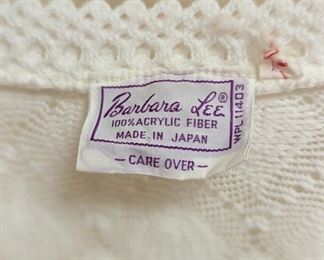 Barbara Lee®
100% ACRYLIC FIBER
MADE IN JAPAN
WPL 11403
— CARE OVER —